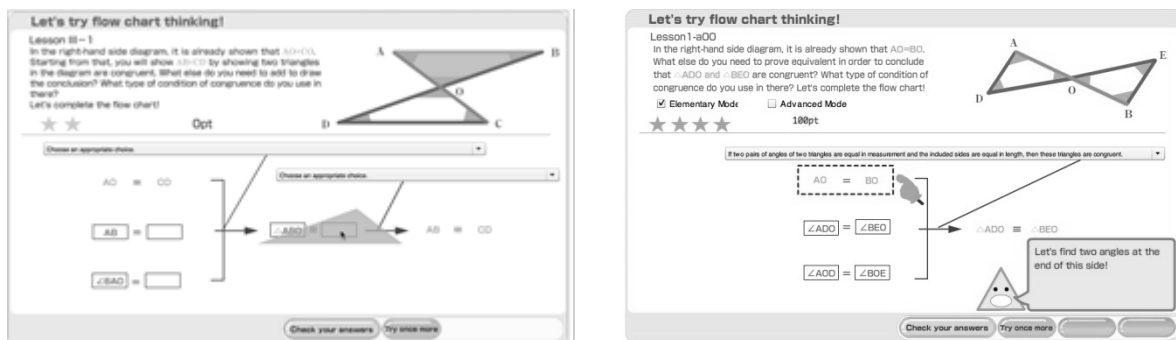 Let's try flow chart thinking!
Lesson III-1
In the right-hand side diagram, it is already shown that AO=CO.
Starting from that, you will show AB=CD by showing two triangles
in the diagram are congruent. What else do you need to add to draw
the conclusion? What type of condition of congruence do you use in
there?
Let's complete the flow chart!
A
B
O
D
C
0pt
Choose an appropriate choice.
Choose an appropriate choice.
AO = CO
AB =
△ABO =
AB = CD
∠BAO =
Check your answers
Try once more
Let's try flow chart thinking!
Lesson1-a00
In the right-hand side diagram, it is already shown that AO=BO.
What else do you need to prove equivalent in order to conclude
that △ADO and △BEO are congruent? What type of condition of
congruence do you use in there? Let's complete the flow chart!
Elementary Mode
Advanced Mode
100pt
A
E
D
O
B
If two pairs of angles of two triangles are equal in measurement and the included sides are equal in length, then these triangles are congruent.
AO = BO
∠ADO = ∠BEO
△ADO ≡ △BEO
∠AOD = ∠BOE
Let's find two angles at the
end of this side!
Check your answers
Try once more